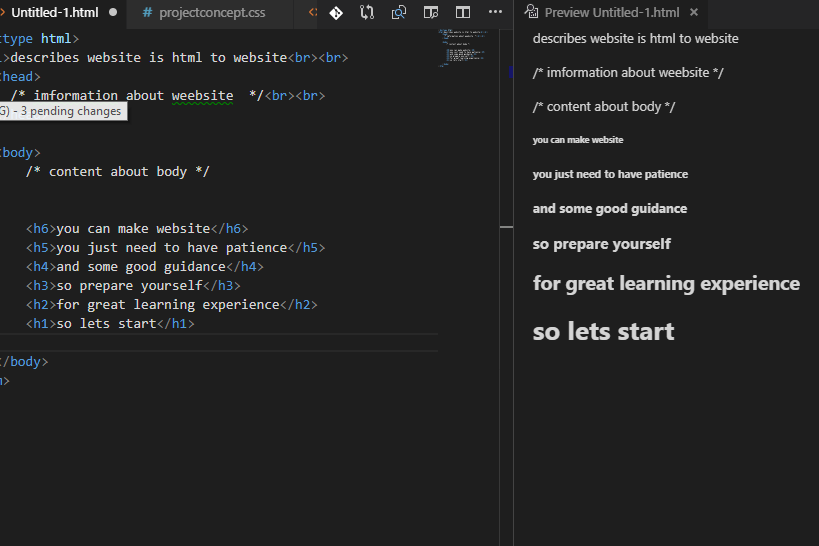 Untitled-1.html
# projectconcept.css
Preview Untitled-1.html
ctype html>
>describes website is html to website<br><br>
head>
/* imformation about weebsite */<br><br>
G) - 3 pending changes
body>
/* content about body */
<h6>you can make website</h6>
<h5>you just need to have patience</h5>
<h4>and some good guidance</h4>
<h3>so prepare yourself</h3>
<h2>for great learning experience</h2>
<h1>so lets start</h1>
/body>
>
describes website is html to website
/* imformation about weebsite */
/* content about body */
you can make website
you just need to have patience
and some good guidance
so prepare yourself
for great learning experience
so lets start